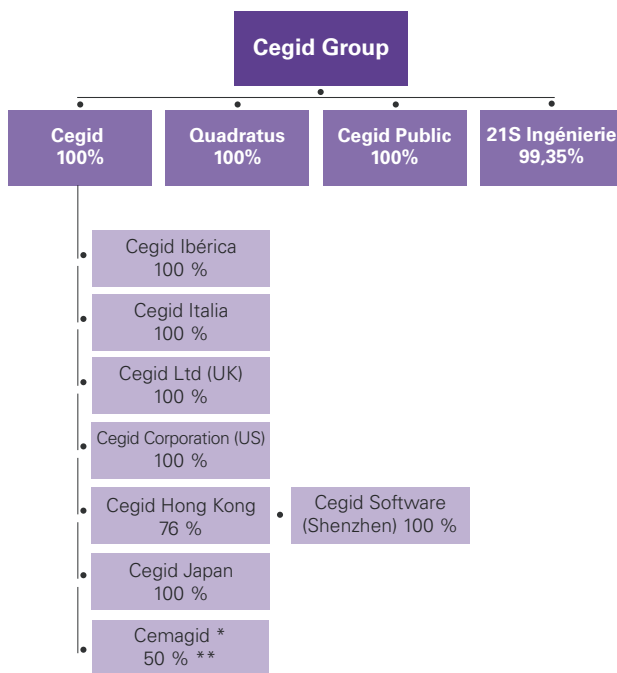 Cegid Group
Cegid
100%
Quadratus
100%
Cegid Public
100%
21S Ingénierie
99,35%
Cegid Ibérica
100 %
Cegid Italia
100 %
Cegid Ltd (UK)
100 %
Cegid Corporation (US)
100 %
Cegid Hong Kong
76 %
Cegid Software
(Shenzhen) 100 %
Cegid Japan
100 %
Cemagid *
50 % **